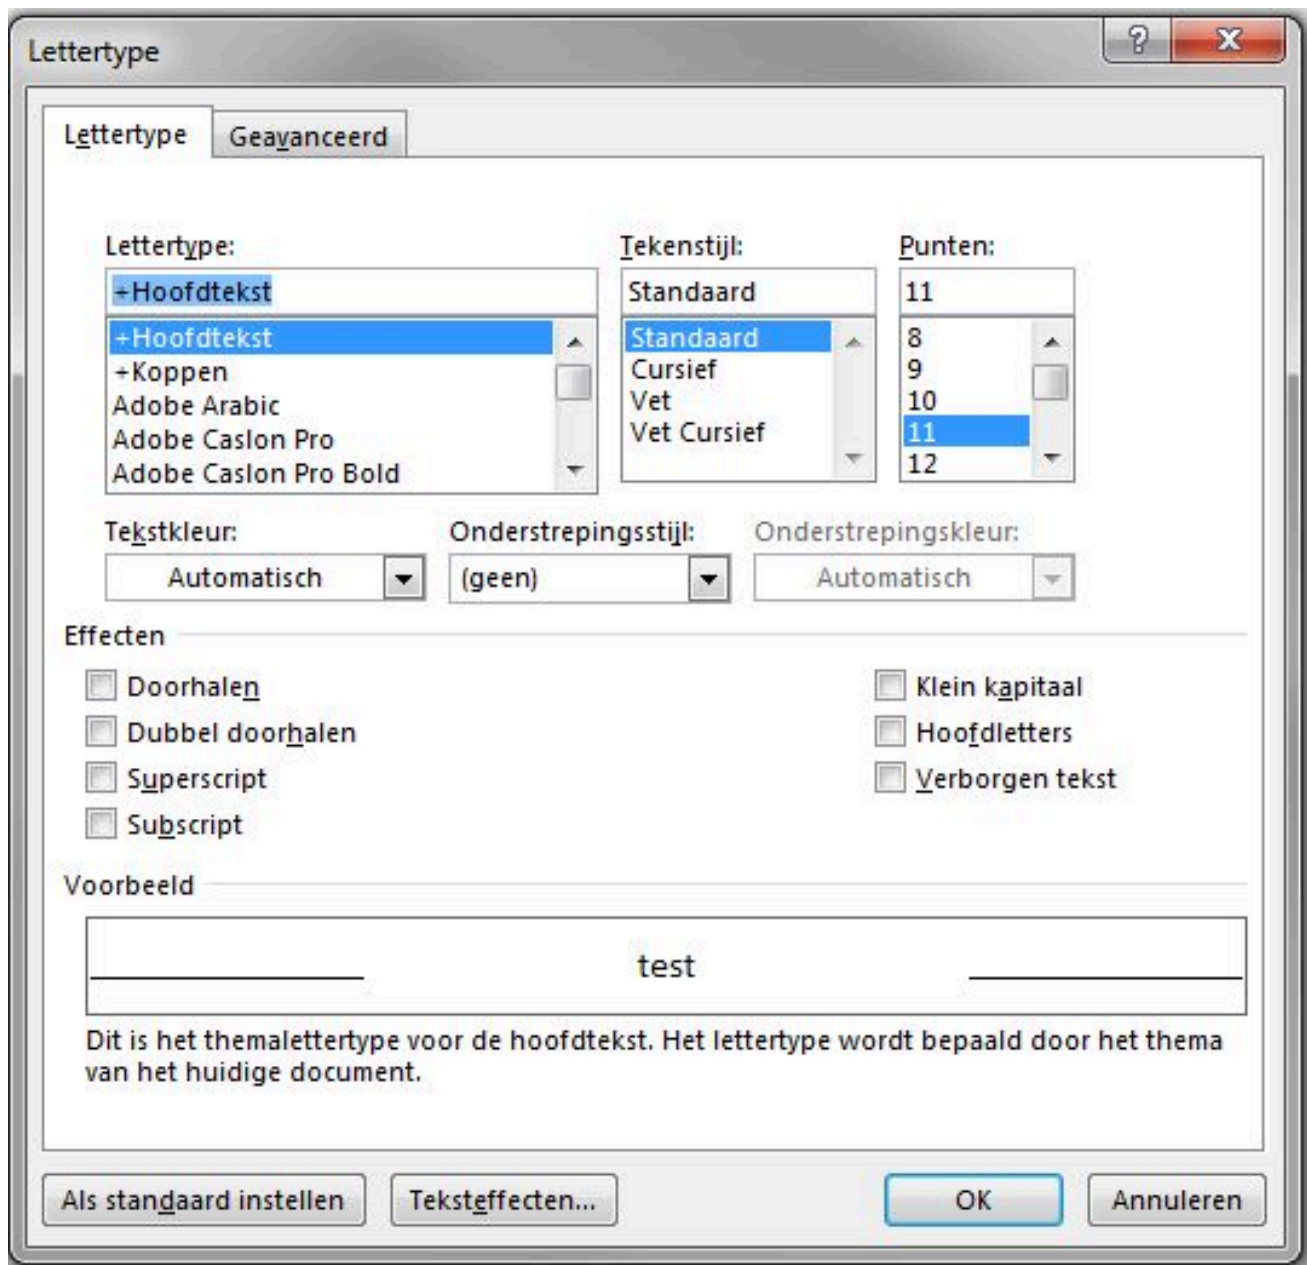 Lettertype
Lettertype Geavanceerd
Lettertype: Tekenstijl: Punten:
+Hoofdtekst Standaard 11
+Hoofdtekst Standaard 8
+Koppen Cursief 9
Adobe Arabic Vet 10
Adobe Caslon Pro Vet Cursief 11
Adobe Caslon Pro Bold 12
Tekstkleur: Onderstrepingsstijl: Onderstrepingskleur:
Automatisch (geen) Automatisch
Effecten
Doorhalen Klein kapitaal
Dubbel doorhalen Hoofdletters
Superscript Verborgen tekst
Subscript
Voorbeeld
test
Dit is het themalettertype voor de hoofdtekst. Het lettertype wordt bepaald door het thema
van het huidige document.
Als standaard instellen Teksteffecten... OK Annuleren